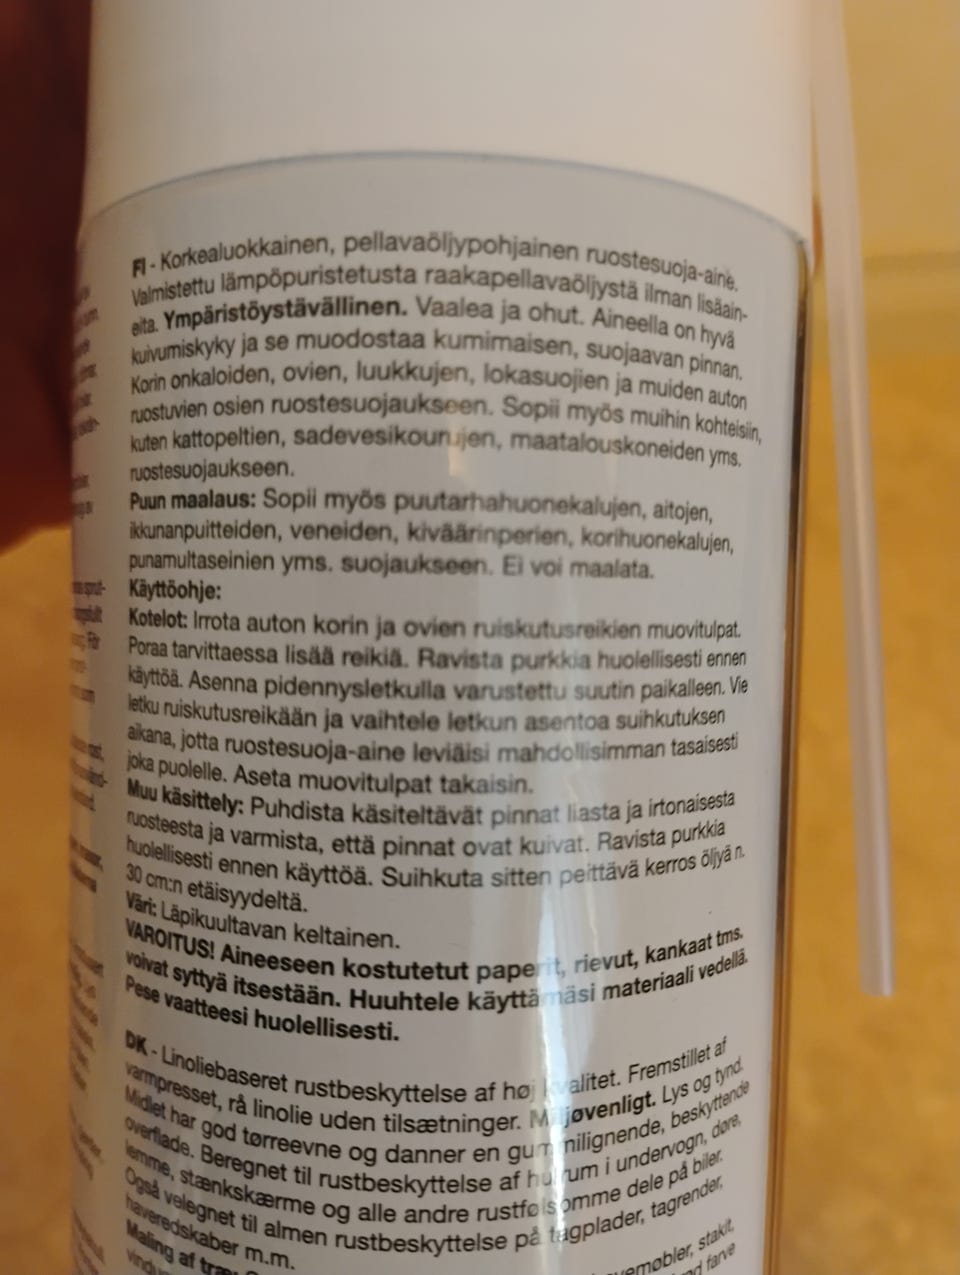 FI - Korkealuokkainen, pellavaöljypohjainen ruostesuoja-aine.
Valmistettu lämpöpuristetusta raakapellavaöljystä ilman lisäain-
eita. Ympäristöystävällinen. Vaalea ja ohut. Aineella on hyvä
kuivumiskyky ja se muodostaa kumimaisen, suojaavan pinnan.
Korin onkaloiden, ovien, luukkujen, lokasuojien ja muiden auton
ruostuvien osien ruostesuojaukseen. Sopii myös muihin kohteisiin,
kuten kattopeltien, sadevesikourujen, maatalouskoneiden yms.
ruostesuojaukseen.
Puun maalaus: Sopii myös puutarhahuonekalujen, aitojen,
ikkunanpuitteiden, veneiden, kiväärinperien, korihuonekalujen,
punamultaseinien yms. suojaukseen. Ei voi maalata.
Käyttöohje:
Kotelot: Irrota auton korin ja ovien ruiskutusreikien muovitulpat.
Poraa tarvittaessa lisää reikiä. Ravista purkkia huolellisesti ennen
käyttöä. Asenna pidennysletkulla varustettu suutin paikalleen. Vie
letku ruiskutusreikään ja vaihtele letkun asentoa suihkutuksen
aikana, jotta ruostesuoja-aine leviäisi mahdollisimman tasaisesti
joka puolelle. Aseta muovitulpat takaisin.
Muu käsittely: Puhdista käsiteltävät pinnat liasta ja irtonaisesta
ruosteesta ja varmista, että pinnat ovat kuivat. Ravista purkkia
huolellisesti ennen käyttöä. Suihkuta sitten peittävä kerros öljyä n.
30 cm:n etäisyydeltä.
Väri: Läpikuultavan keltainen.
VAROITUS! Aineeseen kostutetut paperit, rievut, kankaat tms.
voivat syttyä itsestään. Huuhtele käyttämäsi materiaali vedellä.
Pese vaatteesi huolellisesti.
DK - Linoliebaseret rustbeskyttelse af høj kvalitet. Fremstillet af
varmpresset, rå linolie uden tilsætninger. Miljøvenligt. Lys og tynd.
Midlet har god tørreevne og danner en gummilignende, beskyttende
overflade. Beregnet til rustbeskyttelse af hulrum i undervogn, døre,
lemme, stænkskærme og alle andre rustfølsomme dele på biler.
Også velegnet til almen rustbeskyttelse på tagplader, tagrender,
haveredskaber m.m.
Maling af træ:
stakit,
farve